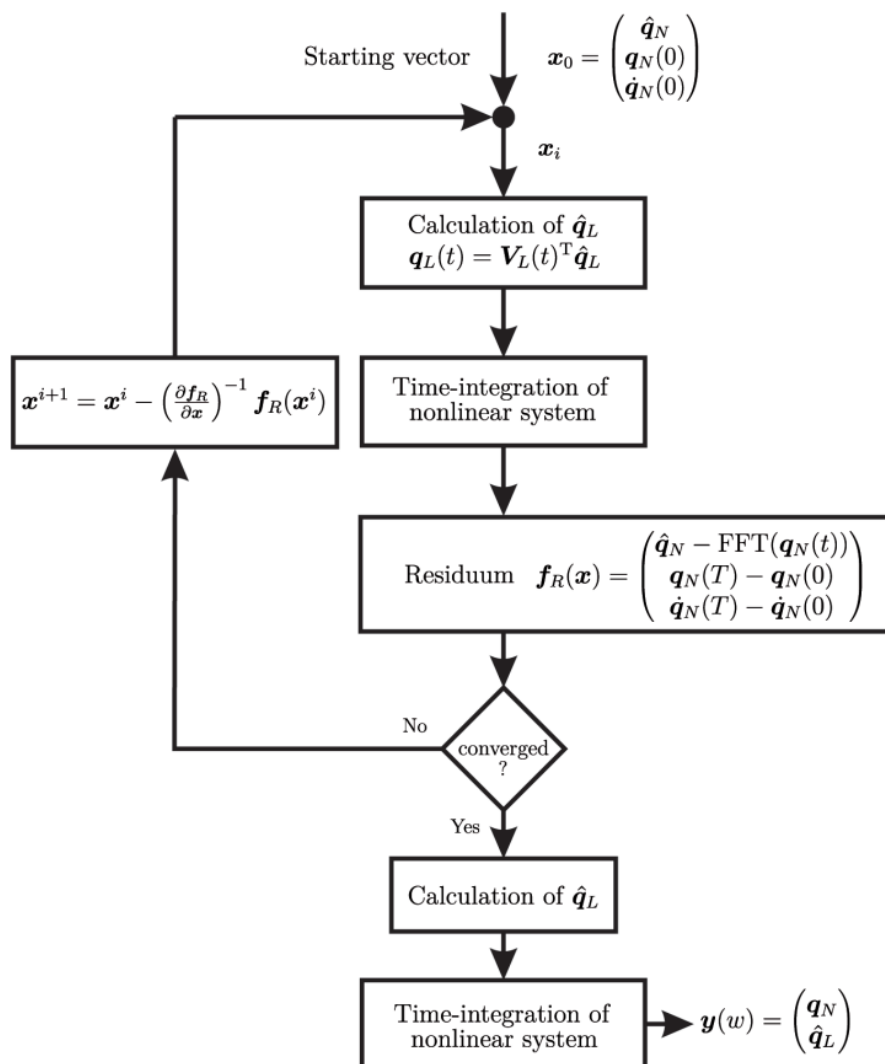 Starting vector
x₀ = (q̂_N
q_N(0)
q̇_N(0))
x_i
Calculation of q̂_L
q_L(t) = V_L(t)^T q̂_L
Time-integration of
nonlinear system
Residuum f_R(x) = (q̂_N − FFT(q_N(t))
q_N(T) − q_N(0)
q̇_N(T) − q̇_N(0))
converged
?
No
x^{i+1} = x^i − (∂f_R/∂x)^{−1} f_R(x^i)
Yes
Calculation of q̂_L
Time-integration of
nonlinear system
y(w) = (q_N
q̂_L)